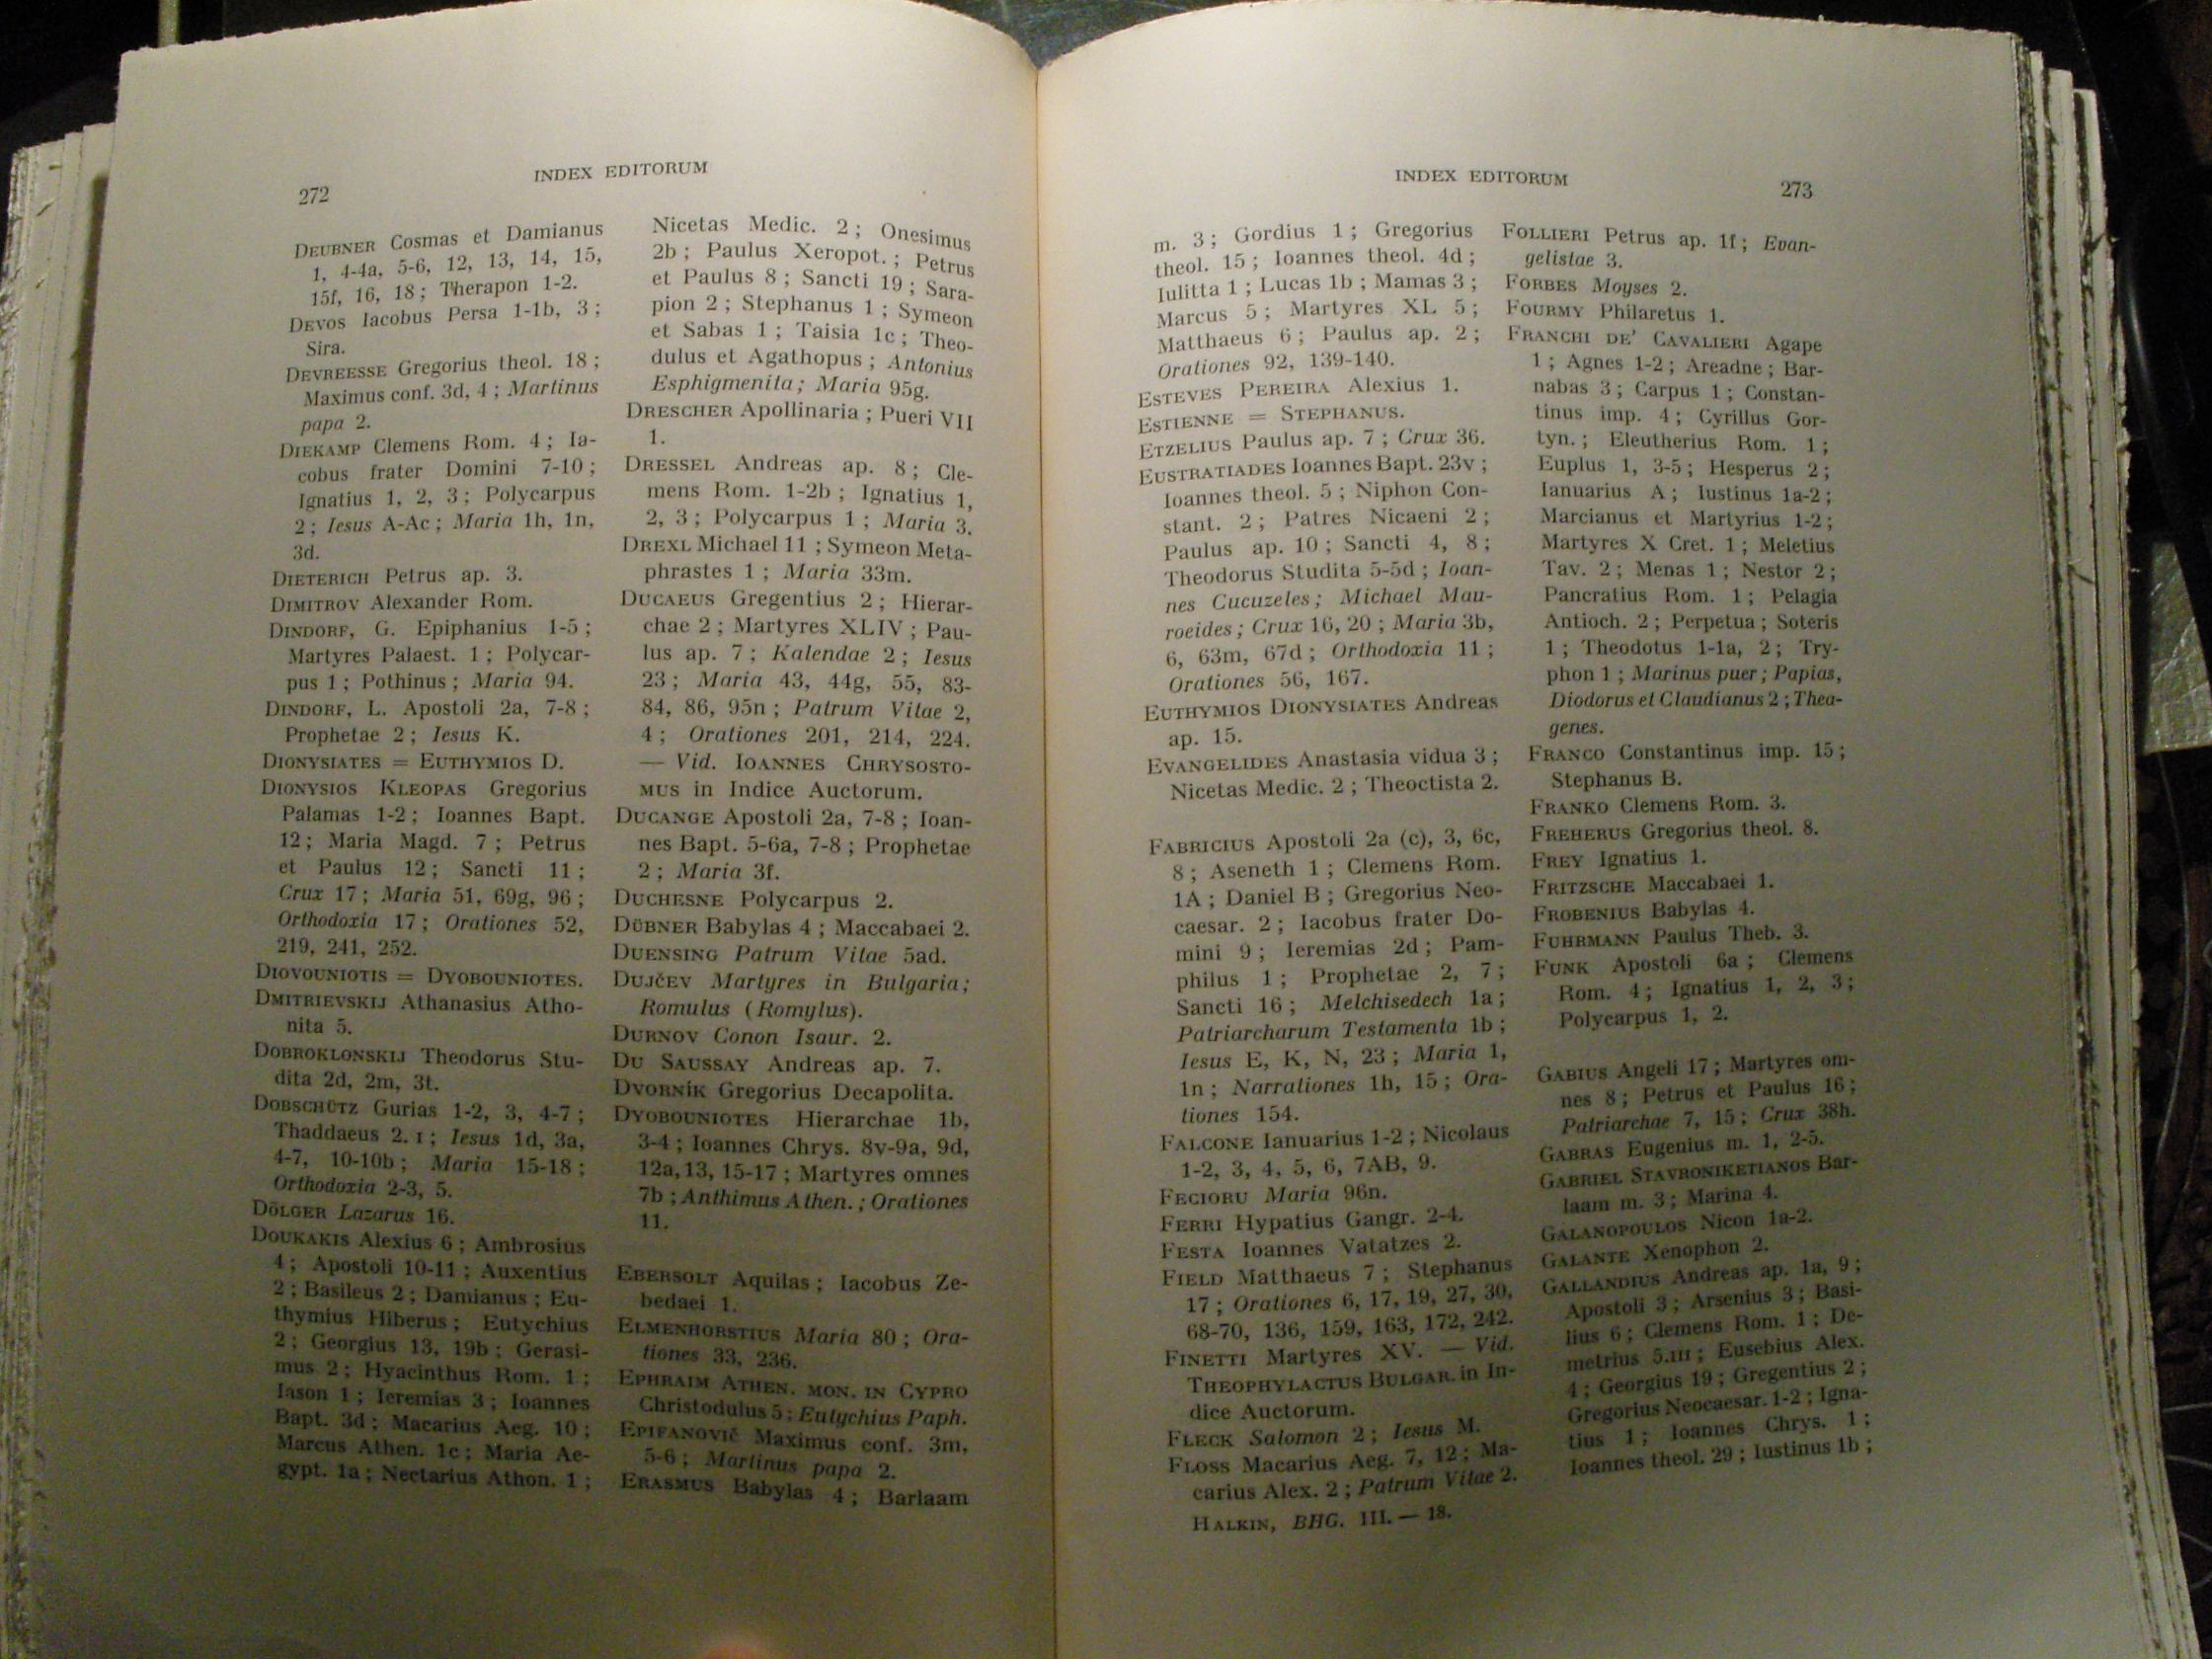 272
INDEX EDITORUM
DEUBNER Cosmas et Damianus
1, 4-4a, 5-6, 12, 13, 14, 15,
15f, 16, 18; Therapon 1-2.
DEVOS Iacobus Persa 1-1b, 3;
Sira.
DEVREESSE Gregorius theol. 18;
Maximus conf. 3d, 4; Martinus
papa 2.
DIEKAMP Clemens Rom. 4; Ia-
cobus frater Domini 7-10;
Ignatius 1, 2, 3; Polycarpus
2; Iesus A-Ac; Maria 1h, 1n,
3d.
DIETERICH Petrus ap. 3.
DIMITROV Alexander Rom.
DINDORF, G. Epiphanius 1-5;
Martyres Palaest. 1; Polycar-
pus 1; Pothinus; Maria 94.
DINDORF, L. Apostoli 2a, 7-8;
Prophetae 2; Iesus K.
DIONYSIATES = EUTHYMIOS D.
DIONYSIOS KLEOPAS Gregorius
Palamas 1-2; Ioannes Bapt.
12; Maria Magd. 7; Petrus
et Paulus 12; Sancti 11;
Crux 17; Maria 51, 69g, 96;
Orthodoxia 17; Orationes 52,
219, 241, 252.
DIOVOUNIOTIS = DYOBOUNIOTES.
DMITRIEVSKIJ Athanasius Atho-
nita 5.
DOBROKLONSKIJ Theodorus Stu-
dita 2d, 2m, 3t.
DOBSCHÜTZ Gurias 1-2, 3, 4-7;
Thaddaeus 2.I; Iesus 1d, 3a,
4-7, 10-10b; Maria 15-18;
Orthodoxia 2-3, 5.
DÖLGER Lazarus 16.
DOUKAKIS Alexius 6; Ambrosius
4; Apostoli 10-11; Auxentius
2; Basileus 2; Damianus; Eu-
thymius Hiberus; Eutychius
2; Georgius 13, 19b; Gerasi-
mus 2; Hyacinthus Rom. 1;
Iason 1; Ieremias 3; Ioannes
Bapt. 3d; Macarius Aeg. 10;
Marcus Athen. 1c; Maria Ae-
gypt. 1a; Nectarius Athon. 1;
Nicetas Medic. 2; Onesimus
2b; Paulus Xeropot.; Petrus
et Paulus 8; Sancti 19; Sara-
pion 2; Stephanus 1; Symeon
et Sabas 1; Taisia 1c; Theo-
dulus et Agathopus; Antonius
Esphigmenita; Maria 95g.
DRESCHER Apollinaria; Pueri VII
1.
DRESSEL Andreas ap. 8; Cle-
mens Rom. 1-2b; Ignatius 1,
2, 3; Polycarpus 1; Maria 3.
DREXL Michael 11; Symeon Meta-
phrastes 1; Maria 33m.
DUCAEUS Gregentius 2; Hierar-
chae 2; Martyres XLIV; Pau-
lus ap. 7; Kalendae 2; Iesus
23; Maria 43, 44g, 55, 83-
84, 86, 95n; Patrum Vitae 2,
4; Orationes 201, 214, 224.
— Vid. IOANNES CHRYSOSTO-
MUS in Indice Auctorum.
DUCANGE Apostoli 2a, 7-8; Ioan-
nes Bapt. 5-6a, 7-8; Prophetae
2; Maria 3f.
DUCHESNE Polycarpus 2.
DÜBNER Babylas 4; Maccabaei 2.
DUENSING Patrum Vitae 5ad.
DUJČEV Martyres in Bulgaria;
Romulus (Romylus).
DURNOV Conon Isaur. 2.
DU SAUSSAY Andreas ap. 7.
DVORNÍK Gregorius Decapolita.
DYOBOUNIOTES Hierarchae 1b,
3-4; Ioannes Chrys. 8v-9a, 9d,
12a, 13, 15-17; Martyres omnes
7b; Anthimus Athen.; Orationes
11.
EBERSOLT Aquilas; Iacobus Ze-
bedaei 1.
ELMENHORSTIUS Maria 80; Ora-
tiones 33, 236.
EPHRAIM ATHEN. MON. IN CYPRO
Christodulus 5; Eutychius Paph.
EPIFANOVIČ Maximus conf. 3m,
5-6; Martinus papa 2.
ERASMUS Babylas 4; Barlaam
INDEX EDITORUM
273
m. 3; Gordius 1; Gregorius
theol. 15; Ioannes theol. 4d;
Iulitta 1; Lucas 1b; Mamas 3;
Marcus 5; Martyres XL 5;
Matthaeus 6; Paulus ap. 2;
Orationes 92, 139-140.
ESTEVES PEREIRA Alexius 1.
ESTIENNE = STEPHANUS.
ETZELIUS Paulus ap. 7; Crux 36.
EUSTRATIADES Ioannes Bapt. 23v;
Ioannes theol. 5; Niphon Con-
stant. 2; Patres Nicaeni 2;
Paulus ap. 10; Sancti 4, 8;
Theodorus Studita 5-5d; Ioan-
nes Cucuzeles; Michael Mau-
roeides; Crux 16, 20; Maria 3b,
6, 63m, 67d; Orthodoxia 11;
Orationes 56, 167.
EUTHYMIOS DIONYSIATES Andreas
ap. 15.
EVANGELIDES Anastasia vidua 3;
Nicetas Medic. 2; Theoctista 2.
FABRICIUS Apostoli 2a (c), 3, 6c,
8; Aseneth 1; Clemens Rom.
1A; Daniel B; Gregorius Neo-
caesar. 2; Iacobus frater Do-
mini 9; Ieremias 2d; Pam-
philus 1; Prophetae 2, 7;
Sancti 16; Melchisedech 1a;
Patriarcharum Testamenta 1b;
Iesus E, K, N, 23; Maria 1,
1n; Narrationes 1h, 15; Ora-
tiones 154.
FALCONE Ianuarius 1-2; Nicolaus
1-2, 3, 4, 5, 6, 7AB, 9.
FECIORU Maria 96n.
FERRI Hypatius Gangr. 2-4.
FESTA Ioannes Vatatzes 2.
FIELD Matthaeus 7; Stephanus
17; Orationes 6, 17, 19, 27, 30,
68-70, 136, 159, 163, 172, 242.
FINETTI Martyres XV. — Vid.
THEOPHYLACTUS BULGAR. in In-
dice Auctorum.
FLECK Salomon 2; Iesus M.
FLOSS Macarius Aeg. 7, 12; Ma-
carius Alex. 2; Patrum Vitae 2.
HALKIN, BHG. III. — 18.
FOLLIERI Petrus ap. 1f; Evan-
gelistae 3.
FORBES Moyses 2.
FOURMY Philaretus 1.
FRANCHI DE' CAVALIERI Agape
1; Agnes 1-2; Areadne; Bar-
nabas 3; Carpus 1; Constan-
tinus imp. 4; Cyrillus Gor-
tyn.; Eleutherius Rom. 1;
Euplus 1, 3-5; Hesperus 2;
Ianuarius A; Iustinus 1a-2;
Marcianus et Martyrius 1-2;
Martyres X Cret. 1; Meletius
Tav. 2; Menas 1; Nestor 2;
Pancratius Rom. 1; Pelagia
Antioch. 2; Perpetua; Soteris
1; Theodotus 1-1a, 2; Try-
phon 1; Marinus puer; Papias,
Diodorus et Claudianus 2; Thea-
genes.
FRANCO Constantinus imp. 15;
Stephanus B.
FRANKO Clemens Rom. 3.
FREHERUS Gregorius theol. 8.
FREY Ignatius 1.
FRITZSCHE Maccabaei 1.
FROBENIUS Babylas 4.
FUHRMANN Paulus Theb. 3.
FUNK Apostoli 6a; Clemens
Rom. 4; Ignatius 1, 2, 3;
Polycarpus 1, 2.
GABIUS Angeli 17; Martyres om-
nes 8; Petrus et Paulus 16;
Patriarchae 7, 15; Crux 38h.
GABRAS Eugenius m. 1, 2-5.
GABRIEL STAVRONIKETIANOS Bar-
laam m. 3; Marina 4.
GALANOPOULOS Nicon 1a-2.
GALANTE Xenophon 2.
GALLANDIUS Andreas ap. 1a, 9;
Apostoli 3; Arsenius 3; Basi-
lius 6; Clemens Rom. 1; De-
metrius 5.III; Eusebius Alex.
4; Georgius 19; Gregentius 2;
Gregorius Neocaesar. 1-2; Igna-
tius 1; Ioannes Chrys. 1;
Ioannes theol. 29; Iustinus 1b;